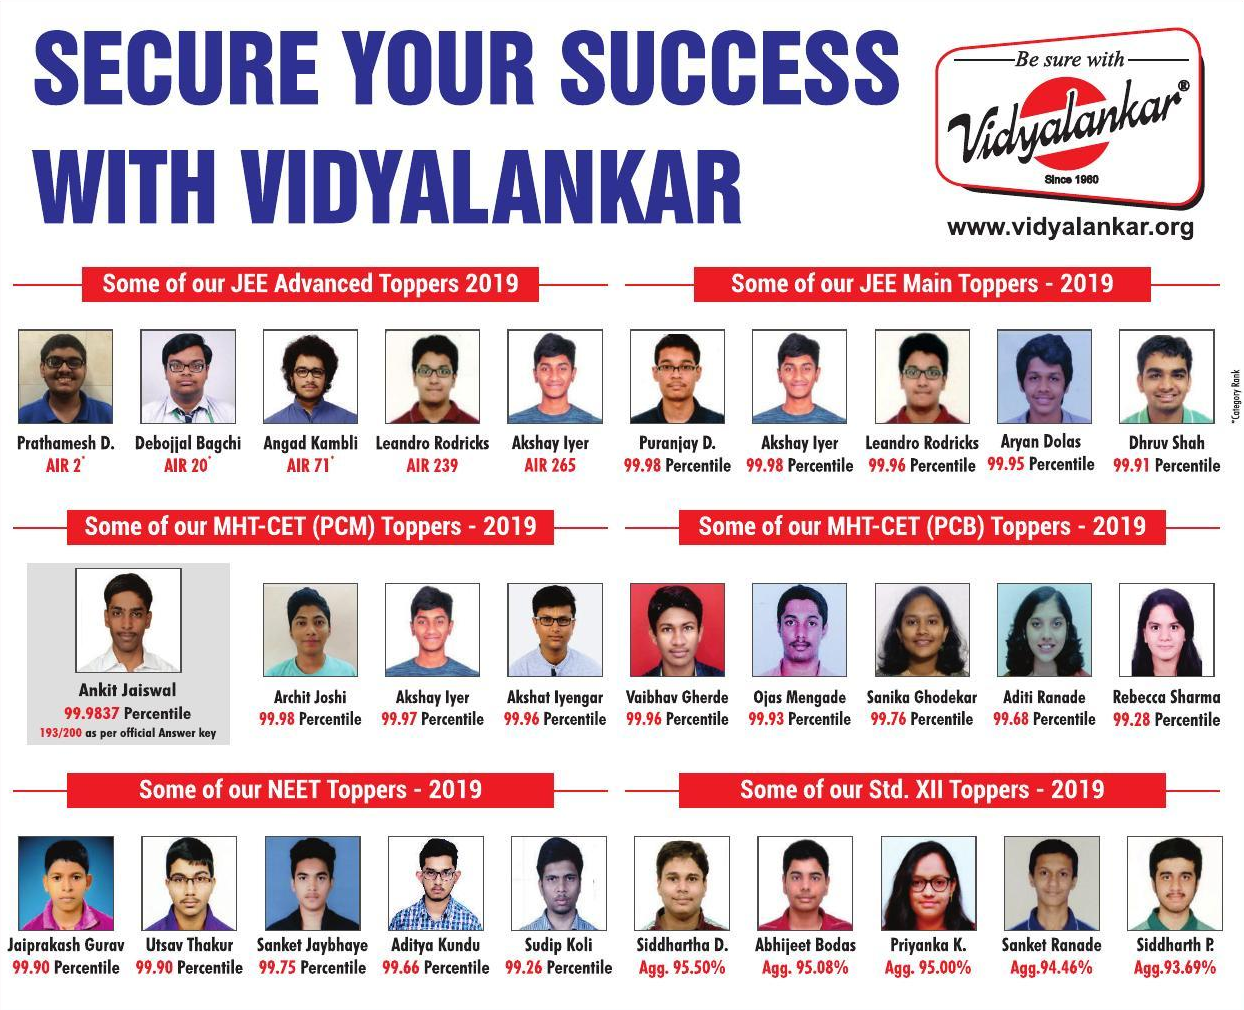 SECURE YOUR SUCCESS
WITH VIDYALANKAR
Be sure with
Vidyalankar®
Since 1960
www.vidyalankar.org
Some of our JEE Advanced Toppers 2019
Prathamesh D.
AIR 2*
Debojjal Bagchi
AIR 20*
Angad Kambli
AIR 71*
Leandro Rodricks
AIR 239
Akshay Iyer
AIR 265
Some of our JEE Main Toppers - 2019
Puranjay D.
99.98 Percentile
Akshay Iyer
99.98 Percentile
Leandro Rodricks
99.96 Percentile
Aryan Dolas
99.95 Percentile
Dhruv Shah
99.91 Percentile
*Category Rank
Some of our MHT-CET (PCM) Toppers - 2019
Ankit Jaiswal
99.9837 Percentile
193/200 as per official Answer key
Archit Joshi
99.98 Percentile
Akshay Iyer
99.97 Percentile
Akshat Iyengar
99.96 Percentile
Some of our MHT-CET (PCB) Toppers - 2019
Vaibhav Gherde
99.96 Percentile
Ojas Mengade
99.93 Percentile
Sanika Ghodekar
99.76 Percentile
Aditi Ranade
99.68 Percentile
Rebecca Sharma
99.28 Percentile
Some of our NEET Toppers - 2019
Jaiprakash Gurav
99.90 Percentile
Utsav Thakur
99.90 Percentile
Sanket Jaybhaye
99.75 Percentile
Aditya Kundu
99.66 Percentile
Sudip Koli
99.26 Percentile
Some of our Std. XII Toppers - 2019
Siddhartha D.
Agg. 95.50%
Abhijeet Bodas
Agg. 95.08%
Priyanka K.
Agg. 95.00%
Sanket Ranade
Agg.94.46%
Siddharth P.
Agg.93.69%